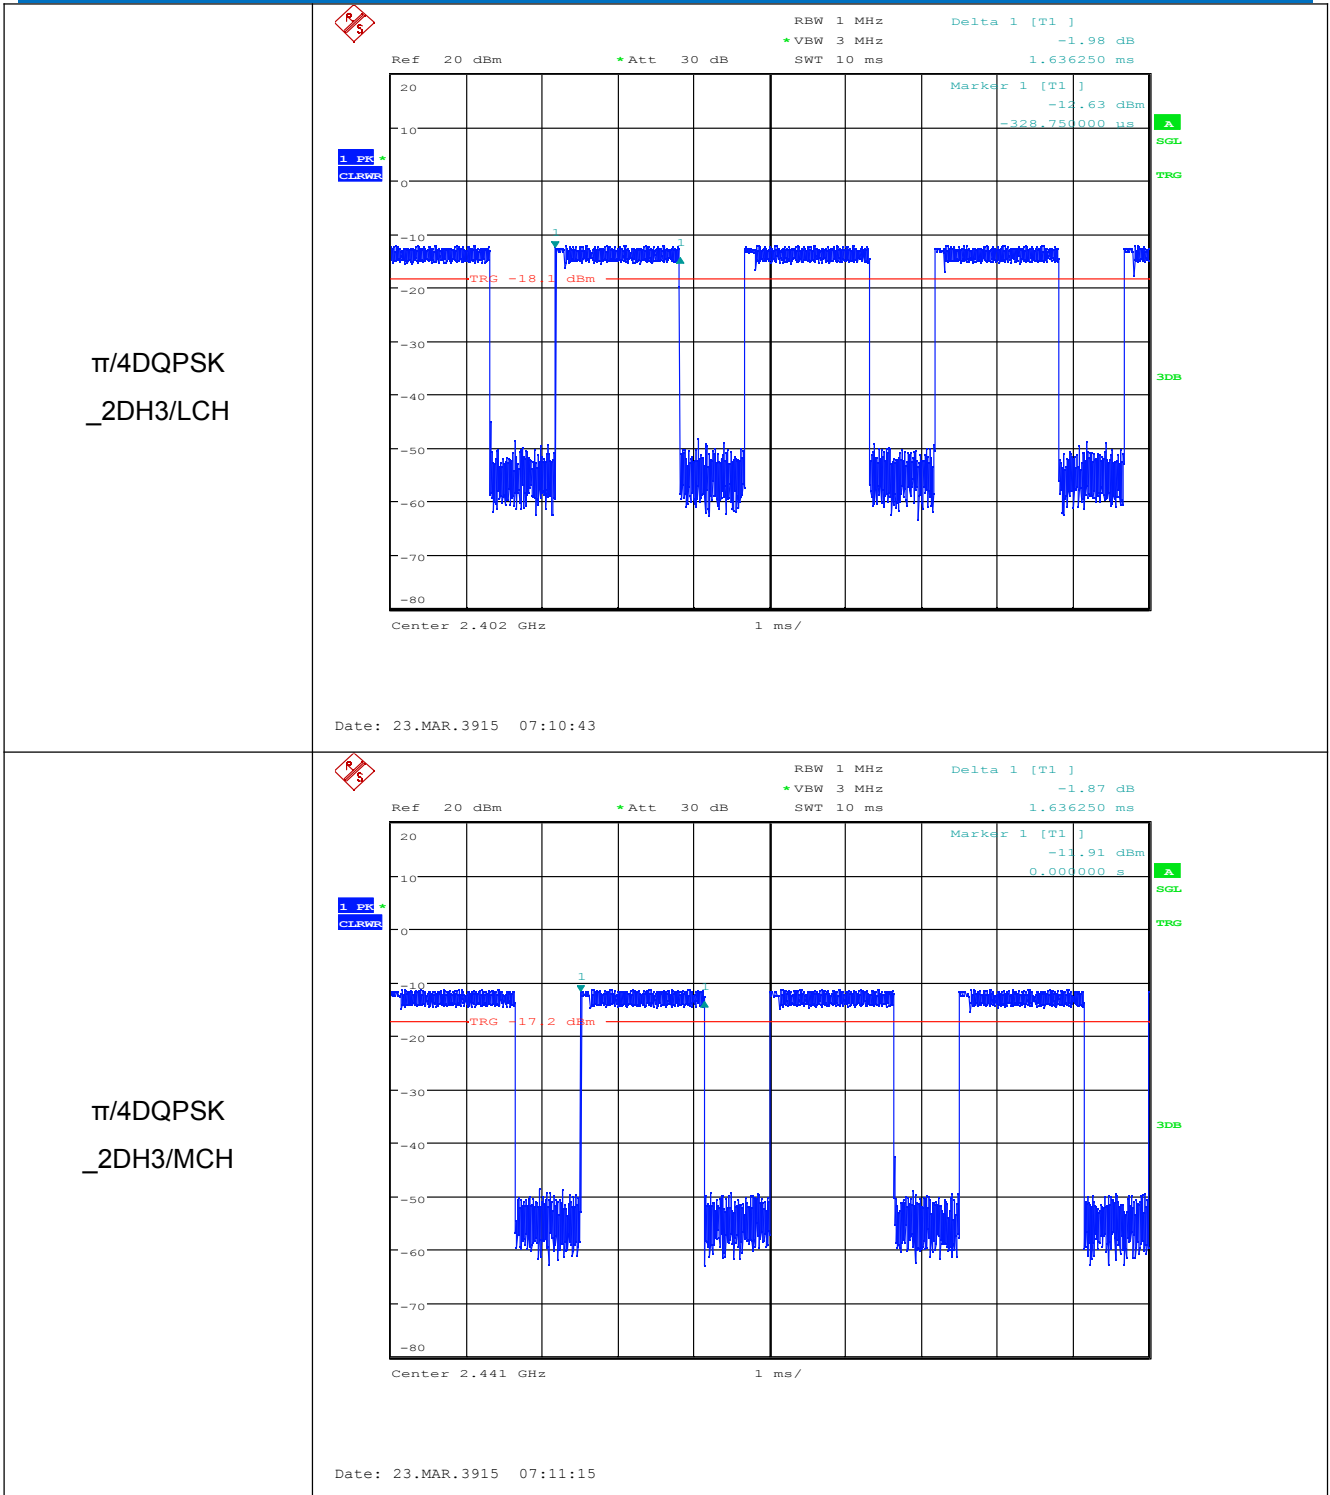 π/4DQPSK
_2DH3/LCH
R
S
RBW 1 MHz
Delta 1 [T1 ]
*VBW 3 MHz
-1.98 dB
Ref 20 dBm
*Att 30 dB
SWT 10 ms
1.636250 ms
20
Marker 1 [T1 ]
-12.63 dBm
-328.750000 us
A
10
SGL
1 PK *
CLRWR
0
TRG
-10
1
1
TRG -18.1 dBm
-20
-30
3DB
-40
-50
-60
-70
-80
Center 2.402 GHz
1 ms/
Date: 23.MAR.3915 07:10:43
π/4DQPSK
_2DH3/MCH
R
S
RBW 1 MHz
Delta 1 [T1 ]
*VBW 3 MHz
-1.87 dB
Ref 20 dBm
*Att 30 dB
SWT 10 ms
1.636250 ms
20
Marker 1 [T1 ]
-11.91 dBm
0.000000 s
A
10
SGL
1 PK *
CLRWR
0
TRG
-10
1
1
TRG -17.2 dBm
-20
-30
3DB
-40
-50
-60
-70
-80
Center 2.441 GHz
1 ms/
Date: 23.MAR.3915 07:11:15